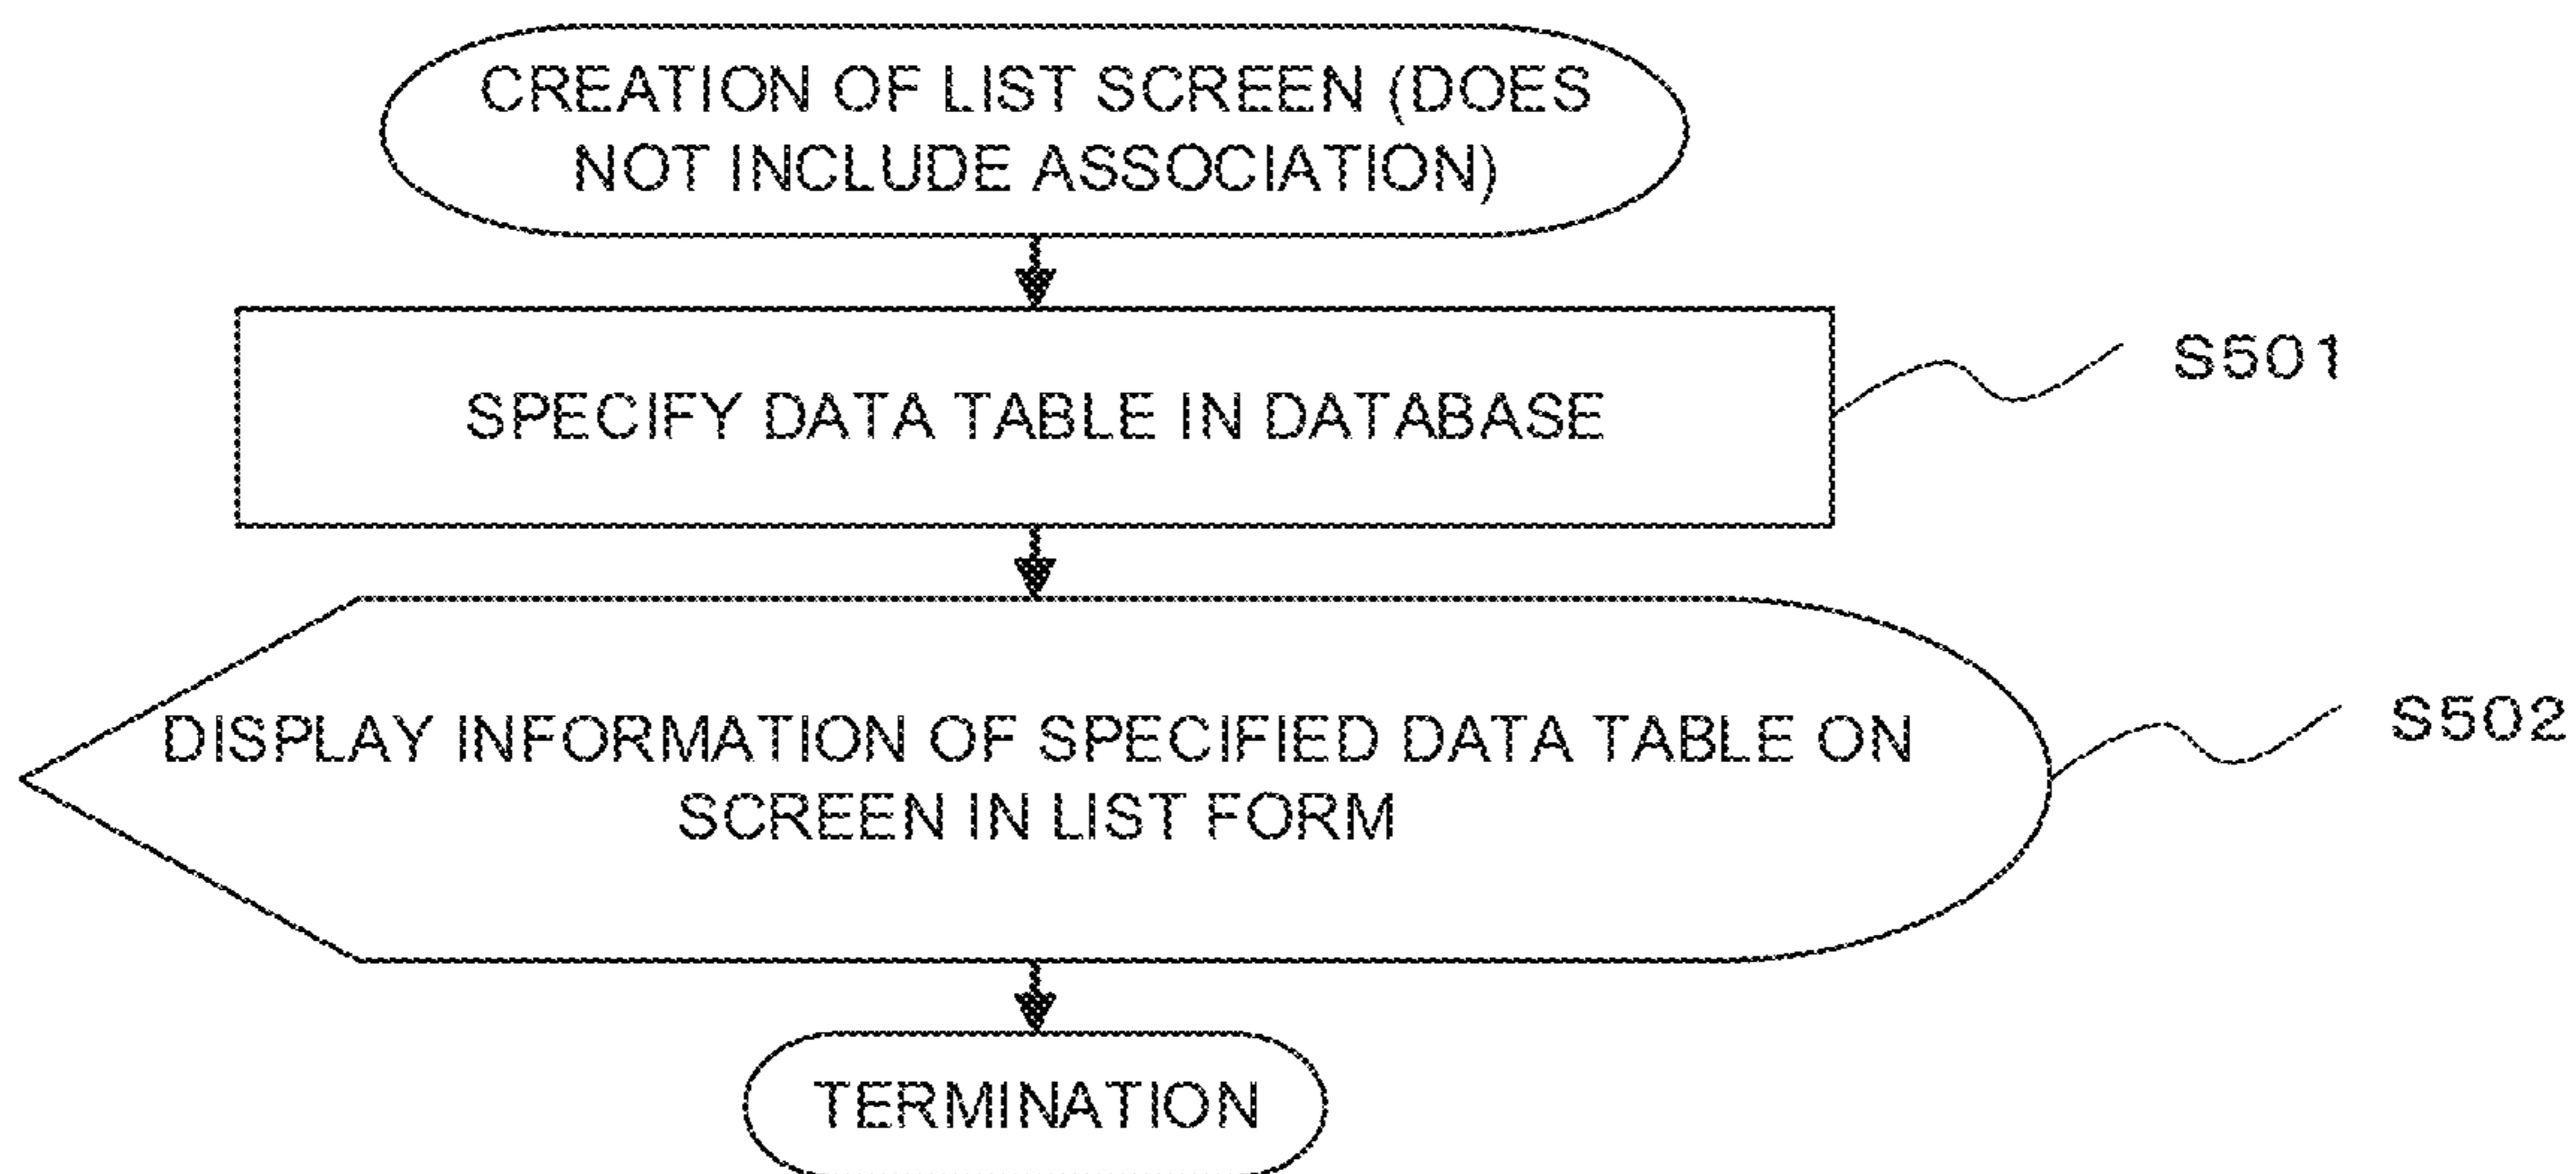 CREATION OF LIST SCREEN (DOES
NOT INCLUDE ASSOCIATION)
SPECIFY DATA TABLE IN DATABASE
S501
DISPLAY INFORMATION OF SPECIFIED DATA TABLE ON
SCREEN IN LIST FORM
S502
TERMINATION